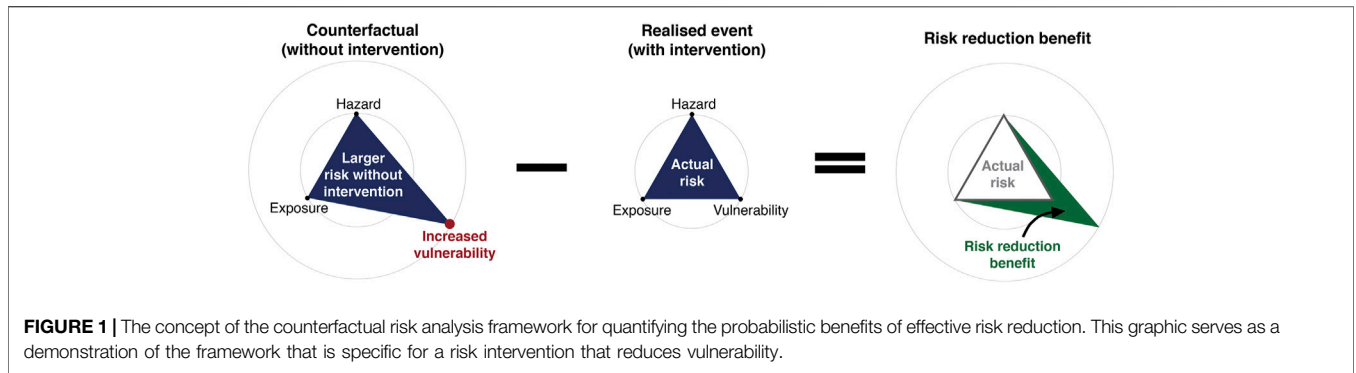 Counterfactual
(without intervention)
Hazard
Larger
risk without
intervention
Exposure
Increased
vulnerability
Realised event
(with intervention)
Hazard
Actual
risk
Exposure
Vulnerability
Risk reduction benefit
Actual
risk
Risk reduction
benefit
FIGURE 1 | The concept of the counterfactual risk analysis framework for quantifying the probabilistic benefits of effective risk reduction. This graphic serves as a
demonstration of the framework that is specific for a risk intervention that reduces vulnerability.